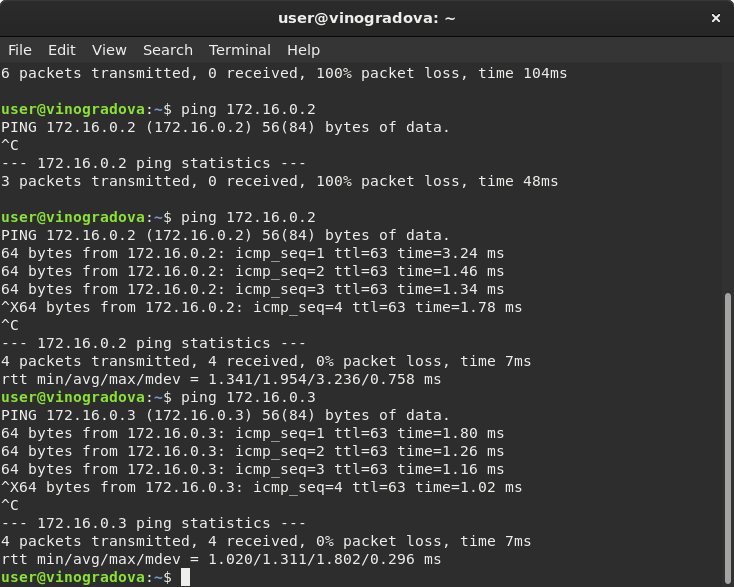 user@vinogradova: ~
×
File Edit View Search Terminal Help
6 packets transmitted, 0 received, 100% packet loss, time 104ms
user@vinogradova:~$ ping 172.16.0.2
PING 172.16.0.2 (172.16.0.2) 56(84) bytes of data.
^C
--- 172.16.0.2 ping statistics ---
3 packets transmitted, 0 received, 100% packet loss, time 48ms
user@vinogradova:~$ ping 172.16.0.2
PING 172.16.0.2 (172.16.0.2) 56(84) bytes of data.
64 bytes from 172.16.0.2: icmp_seq=1 ttl=63 time=3.24 ms
64 bytes from 172.16.0.2: icmp_seq=2 ttl=63 time=1.46 ms
64 bytes from 172.16.0.2: icmp_seq=3 ttl=63 time=1.34 ms
^X64 bytes from 172.16.0.2: icmp_seq=4 ttl=63 time=1.78 ms
^C
--- 172.16.0.2 ping statistics ---
4 packets transmitted, 4 received, 0% packet loss, time 7ms
rtt min/avg/max/mdev = 1.341/1.954/3.236/0.758 ms
user@vinogradova:~$ ping 172.16.0.3
PING 172.16.0.3 (172.16.0.3) 56(84) bytes of data.
64 bytes from 172.16.0.3: icmp_seq=1 ttl=63 time=1.80 ms
64 bytes from 172.16.0.3: icmp_seq=2 ttl=63 time=1.26 ms
64 bytes from 172.16.0.3: icmp_seq=3 ttl=63 time=1.16 ms
^X64 bytes from 172.16.0.3: icmp_seq=4 ttl=63 time=1.02 ms
^C
--- 172.16.0.3 ping statistics ---
4 packets transmitted, 4 received, 0% packet loss, time 7ms
rtt min/avg/max/mdev = 1.020/1.311/1.802/0.296 ms
user@vinogradova:~$